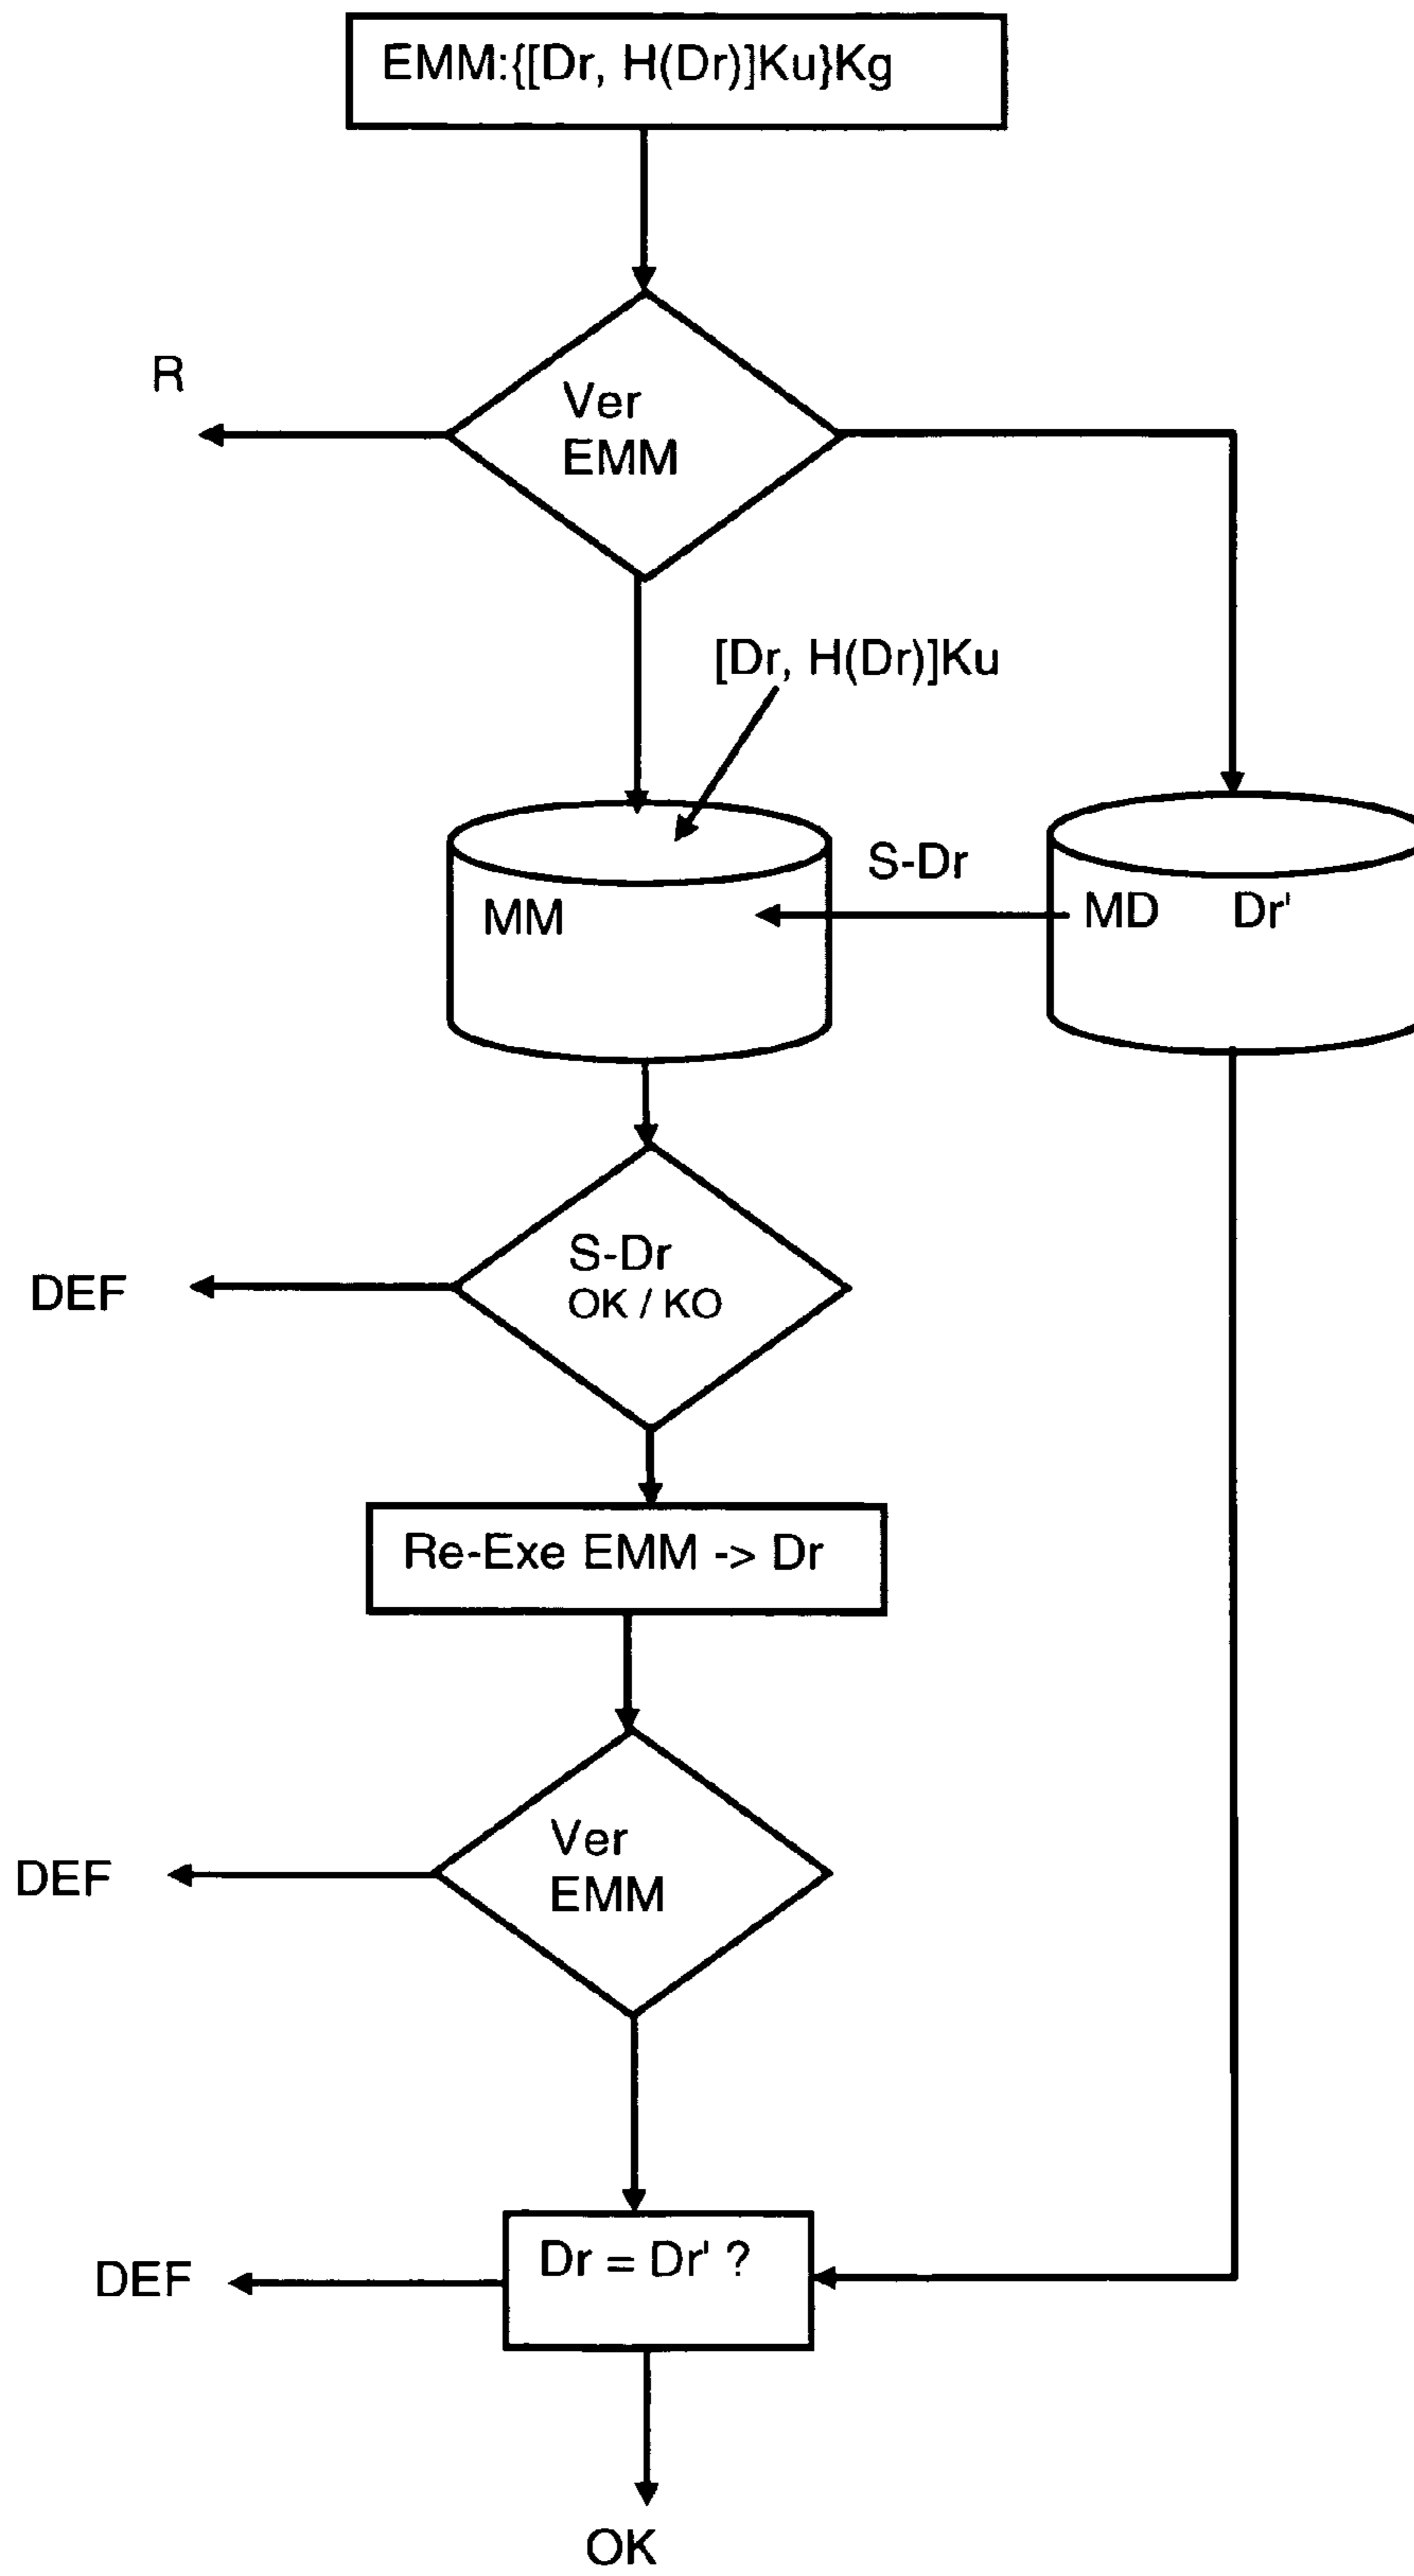 EMM:{[Dr, H(Dr)]Ku}Kg
R
Ver
EMM
[Dr, H(Dr)]Ku
S-Dr
MM
MD Dr'
S-Dr
OK / KO
DEF
Re-Exe EMM -> Dr
Ver
EMM
DEF
Dr = Dr' ?
DEF
OK